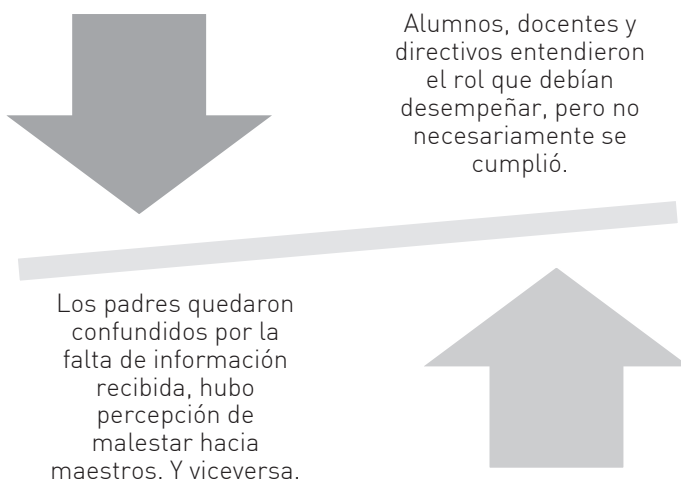 Alumnos, docentes y
directivos entendieron
el rol que debían
desempeñar, pero no
necesariamente se
cumplió.
Los padres quedaron
confundidos por la
falta de información
recibida, hubo
percepción de
malestar hacia
maestros. Y viceversa.